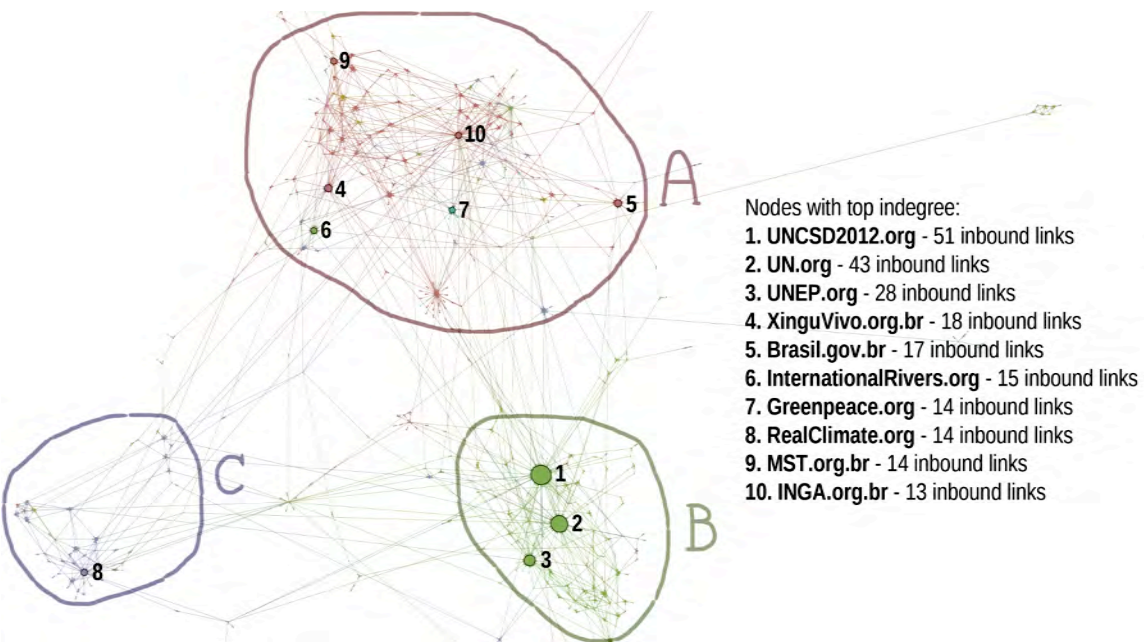 9
10
A
4
7
5
6
Nodes with top indegree:
1. UNCSD2012.org - 51 inbound links
2. UN.org - 43 inbound links
3. UNEP.org - 28 inbound links
4. XinguVivo.org.br - 18 inbound links
5. Brasil.gov.br - 17 inbound links
6. InternationalRivers.org - 15 inbound links
7. Greenpeace.org - 14 inbound links
8. RealClimate.org - 14 inbound links
9. MST.org.br - 14 inbound links
10. INGA.org.br - 13 inbound links
C
1
2
B
3
8